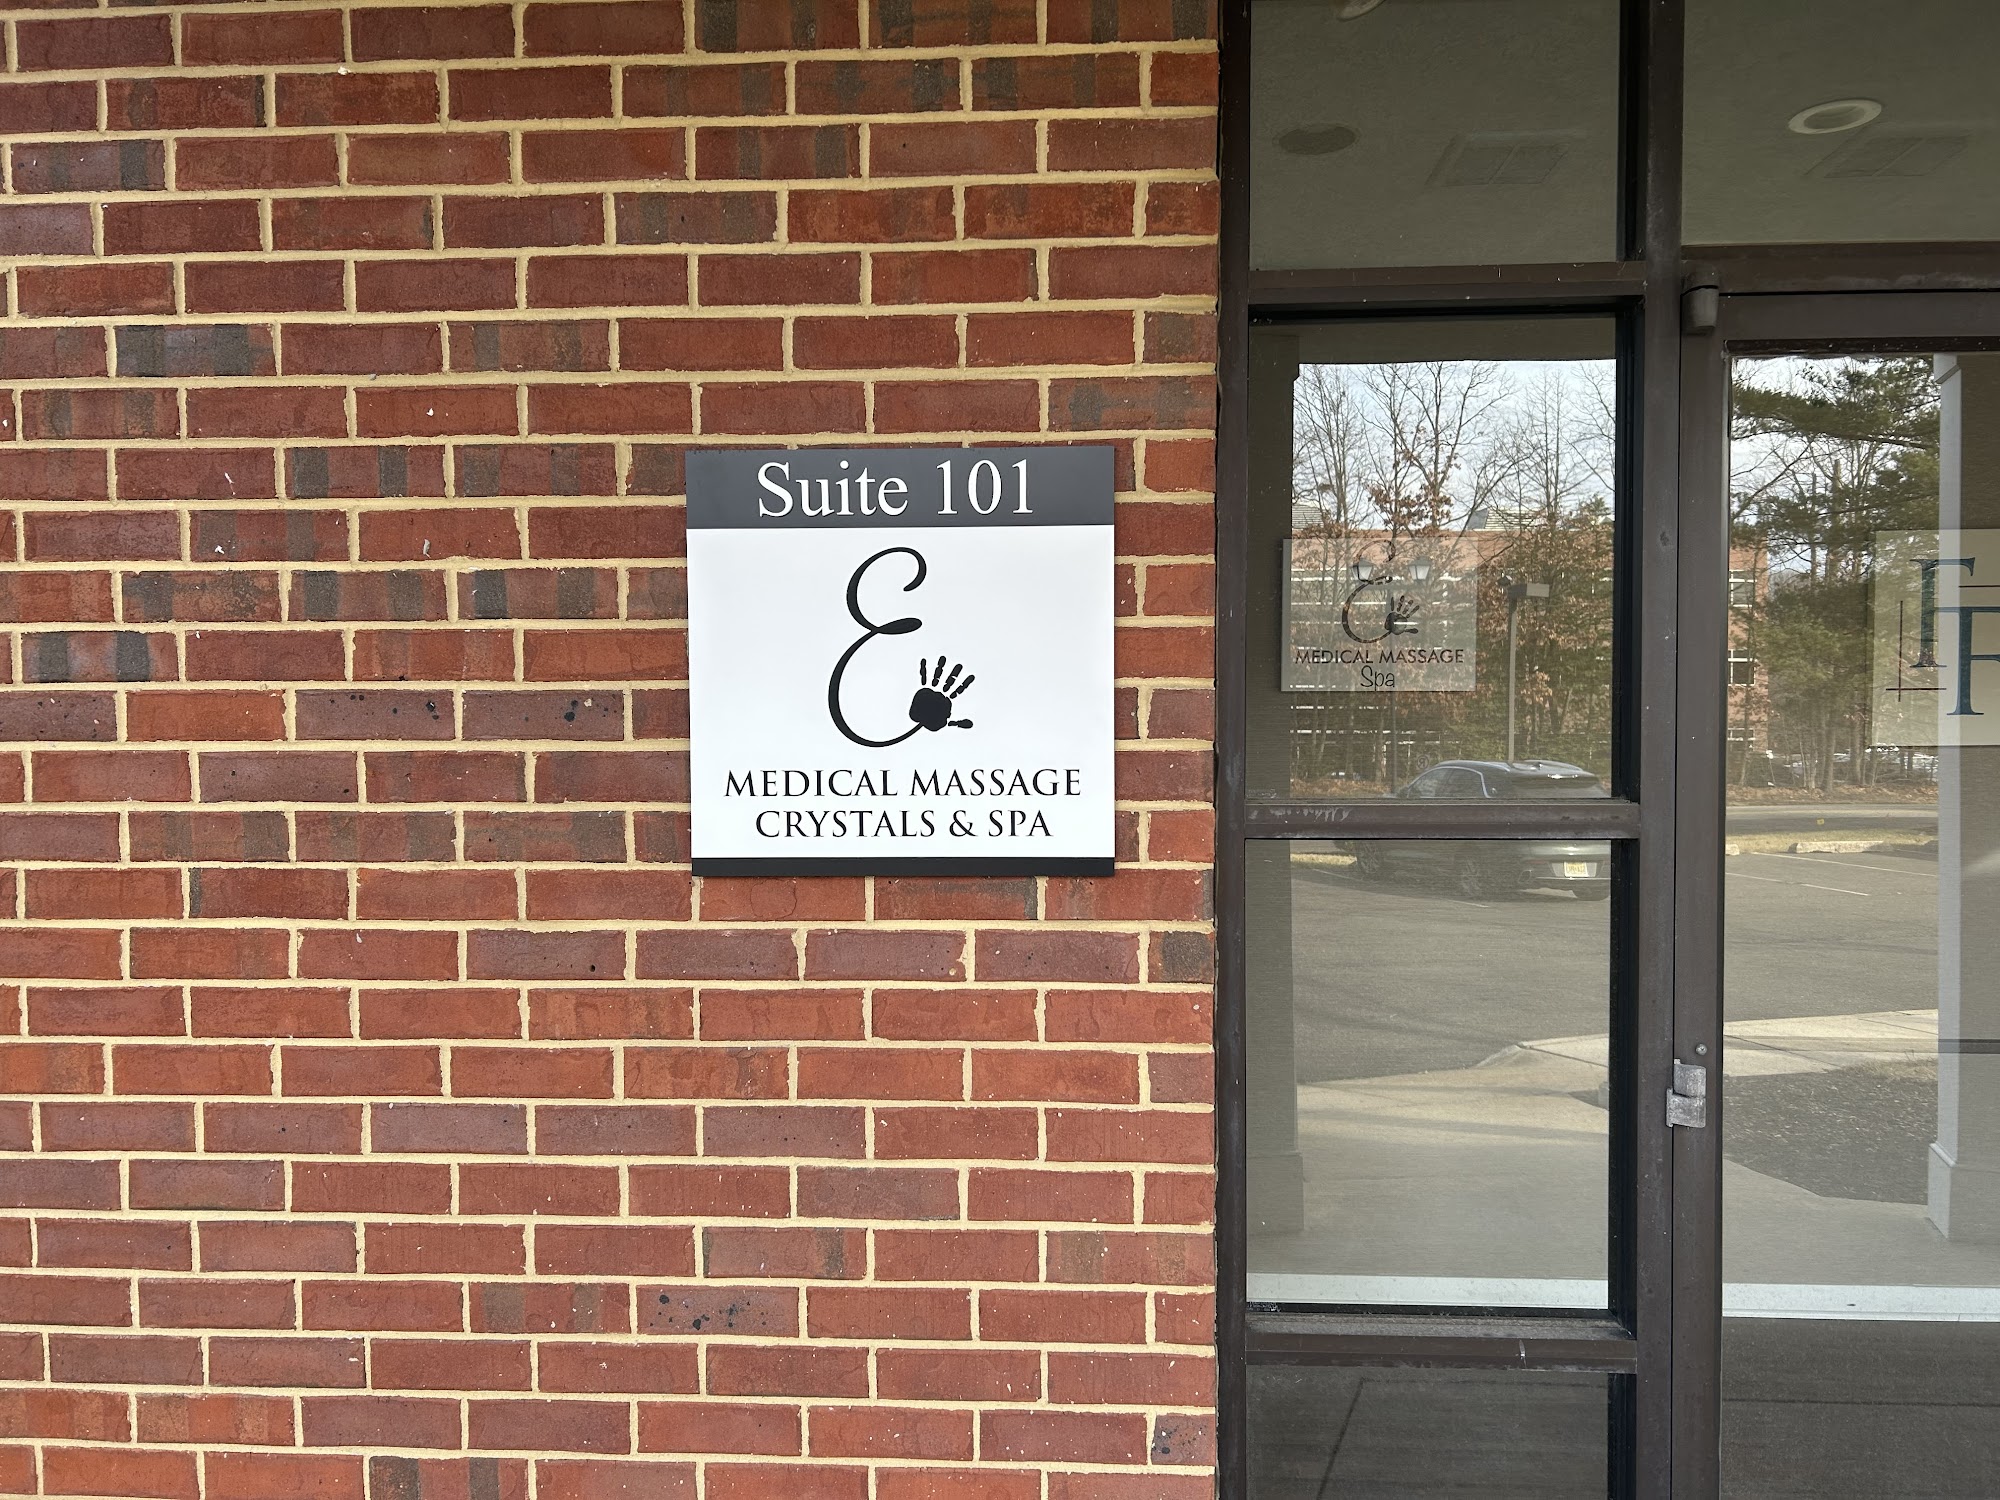 Suite 101
E
MEDICAL MASSAGE
CRYSTALS & SPA
E
MEDICAL MASSAGE
Spa
F
F